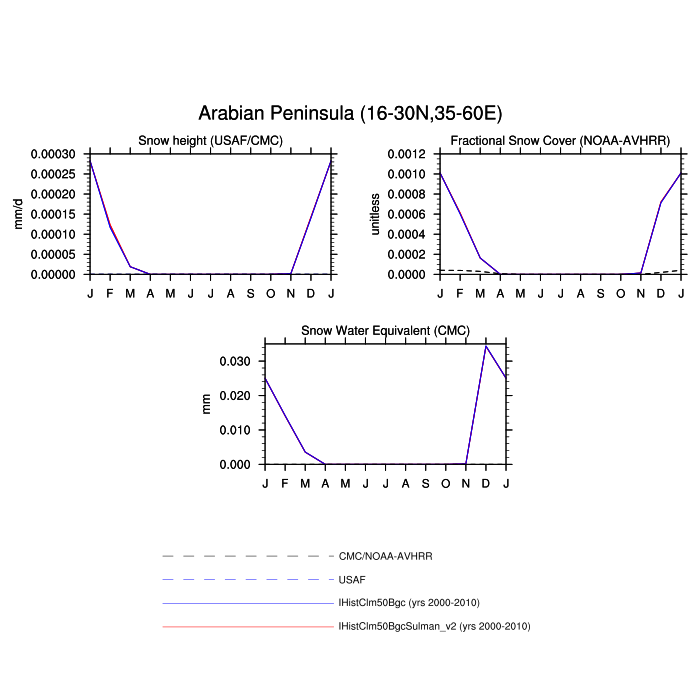 Arabian Peninsula (16-30N,35-60E)
Snow height (USAF/CMC)
mm/d
0.00030
0.00025
0.00020
0.00015
0.00010
0.00005
0.00000
J F M A M J J A S O N D J
Fractional Snow Cover (NOAA-AVHRR)
unitless
0.0012
0.0010
0.0008
0.0006
0.0004
0.0002
0.0000
J F M A M J J A S O N D J
Snow Water Equivalent (CMC)
mm
0.030
0.020
0.010
0.000
J F M A M J J A S O N D J
CMC/NOAA-AVHRR
USAF
IHistClm50Bgc (yrs 2000-2010)
IHistClm50BgcSulman_v2 (yrs 2000-2010)